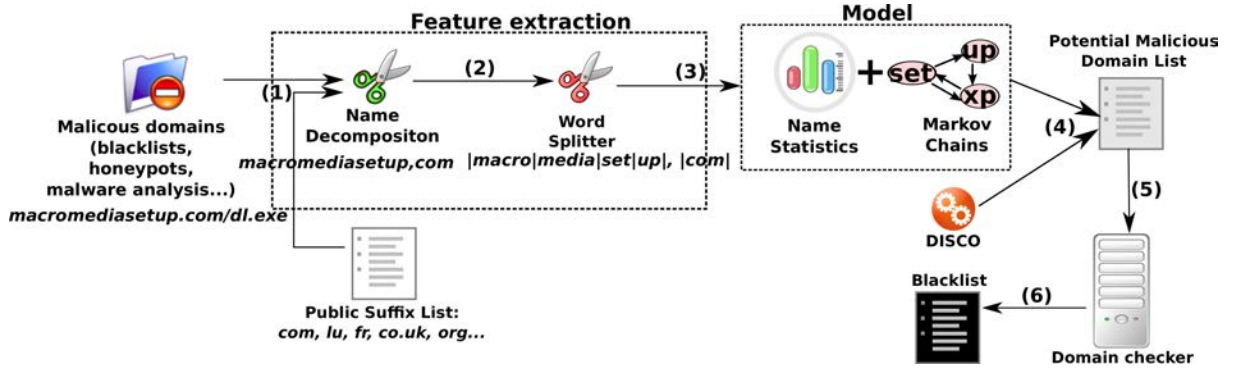 Feature extraction
Model
(1)
(2)
(3)
Malicous domains
(blacklists,
honeypots,
malware analysis...)
macromediasetup.com/dl.exe
Name
Decompositon
macromediasetup,com
Word
Splitter
|macro|media|set|up|, |com|
Public Suffix List:
com, lu, fr, co.uk, org...
Name
Statistics
+
set
up
xp
Markov
Chains
Potential Malicious
Domain List
(4)
DISCO
(5)
Domain checker
(6)
Blacklist